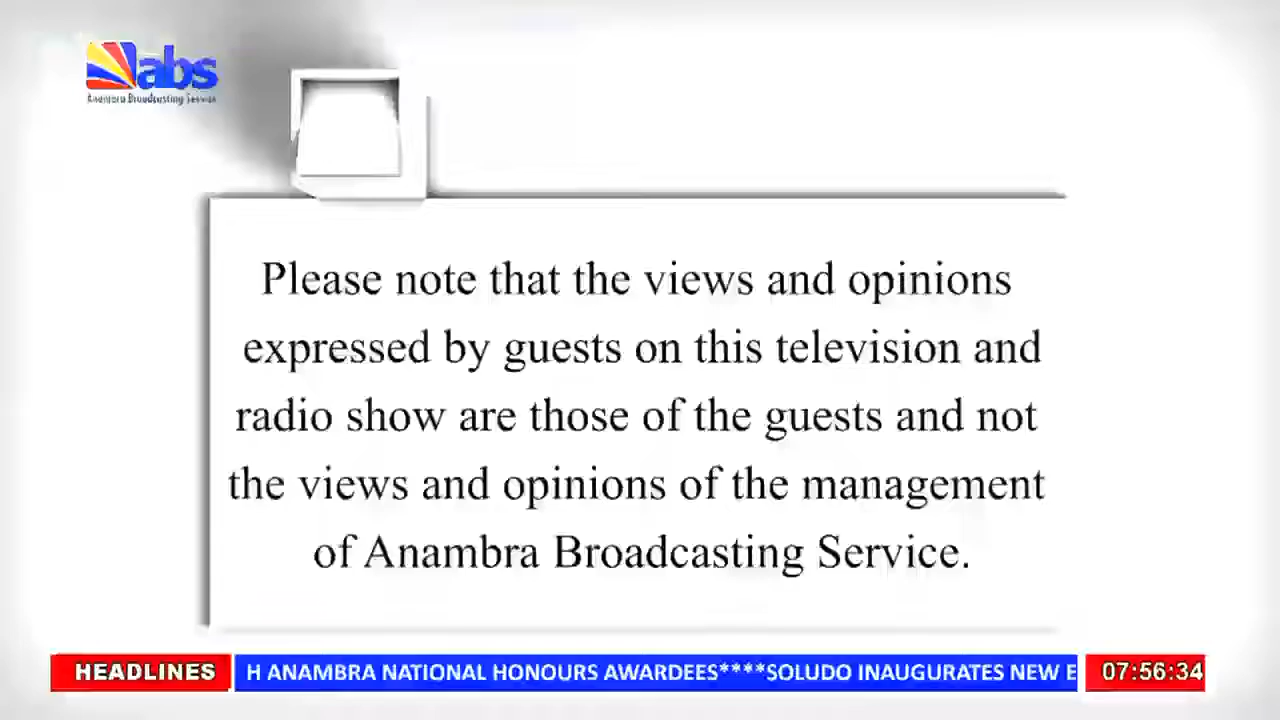 abs
Anambra Broadcasting Service
Please note that the views and opinions
expressed by guests on this television and
radio show are those of the guests and not
the views and opinions of the management
of Anambra Broadcasting Service.
HEADLINES
H ANAMBRA NATIONAL HONOURS AWARDEES****SOLUDO INAUGURATES NEW E
07:56:34